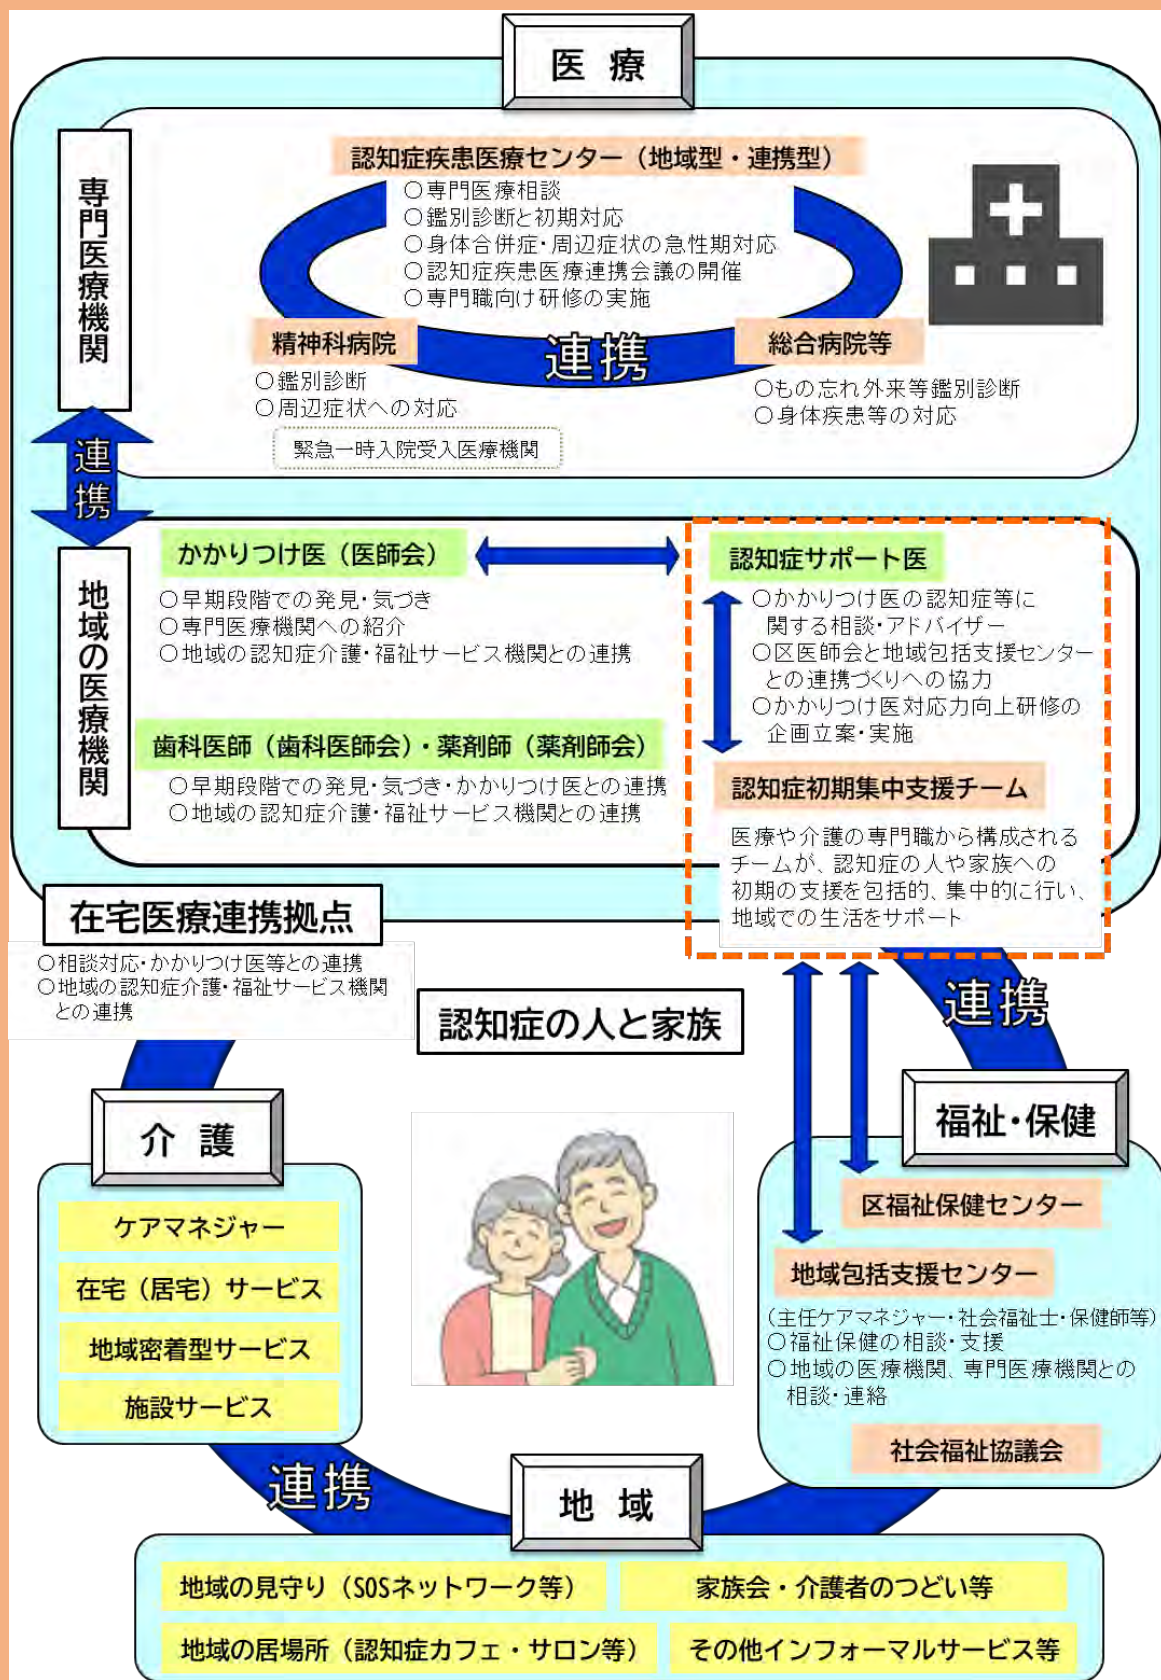 医 療
専門医療機関
認知症疾患医療センター（地域型・連携型）
○専門医療相談
○鑑別診断と初期対応
○身体合併症・周辺症状の急性期対応
○認知症疾患医療連携会議の開催
○専門職向け研修の実施
精神科病院
連携
総合病院等
○鑑別診断
○周辺症状への対応
緊急一時入院受入医療機関
○もの忘れ外来等鑑別診断
○身体疾患等の対応
連携
地域の医療機関
かかりつけ医（医師会）
○早期段階での発見・気づき
○専門医療機関への紹介
○地域の認知症介護・福祉サービス機関との連携
歯科医師（歯科医師会）・薬剤師（薬剤師会）
○早期段階での発見・気づき・かかりつけ医との連携
○地域の認知症介護・福祉サービス機関との連携
認知症サポート医
○かかりつけ医の認知症等に
関する相談・アドバイザー
○区医師会と地域包括支援センター
との連携づくりへの協力
○かかりつけ医対応力向上研修の
企画立案・実施
認知症初期集中支援チーム
医療や介護の専門職から構成される
チームが、認知症の人や家族への
初期の支援を包括的、集中的に行い、
地域での生活をサポート
在宅医療連携拠点
○相談対応・かかりつけ医等との連携
○地域の認知症介護・福祉サービス機関
との連携
認知症の人と家族
連携
介 護
ケアマネジャー
在宅（居宅）サービス
地域密着型サービス
施設サービス
福祉・保健
区福祉保健センター
地域包括支援センター
（主任ケアマネジャー・社会福祉士・保健師等）
○福祉保健の相談・支援
○地域の医療機関、専門医療機関との
相談・連絡
社会福祉協議会
連携
地 域
地域の見守り（SOSネットワーク等）
家族会・介護者のつどい等
地域の居場所（認知症カフェ・サロン等）
その他インフォーマルサービス等